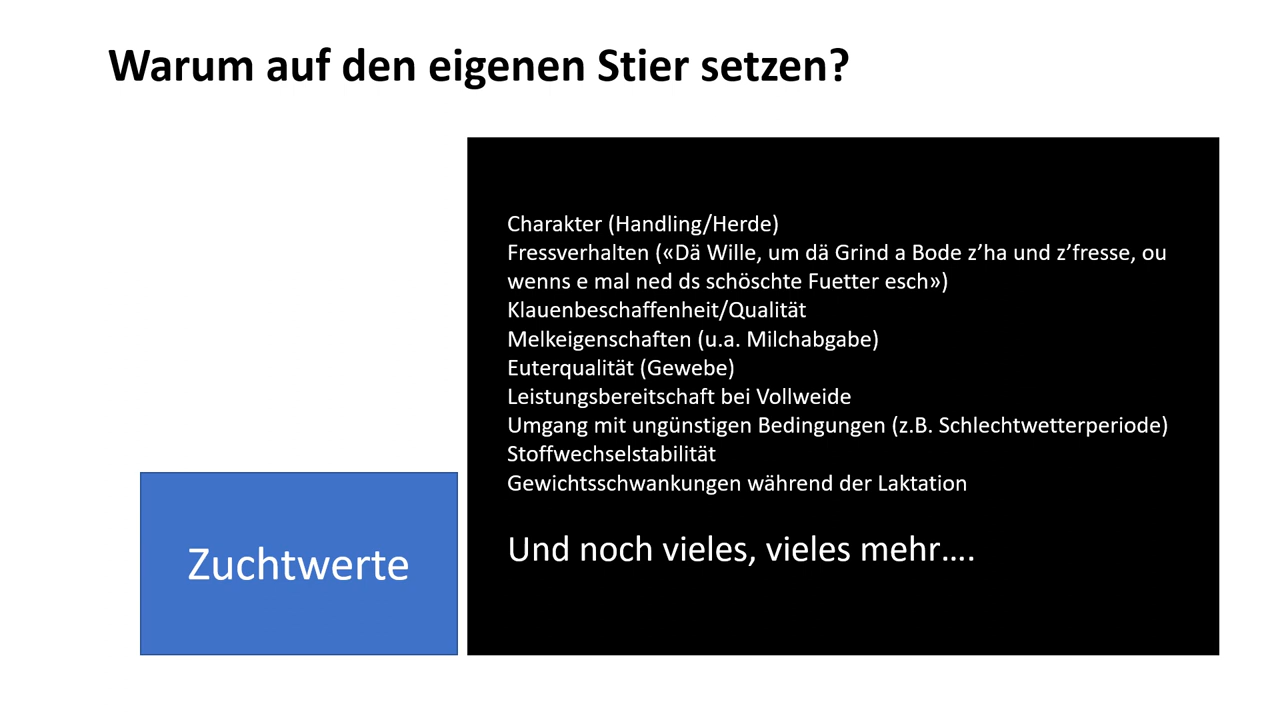 Warum auf den eigenen Stier setzen?
Charakter (Handling/Herde)
Fressverhalten («Dä Wille, um dä Grind a Bode z’ha und z’fresse, ou
wenns e mal ned ds schöschte Fuetter esch»)
Klauenbeschaffenheit/Qualität
Melkeigenschaften (u.a. Milchabgabe)
Euterqualität (Gewebe)
Leistungsbereitschaft bei Vollweide
Umgang mit ungünstigen Bedingungen (z.B. Schlechtwetterperiode)
Stoffwechselstabilität
Gewichtsschwankungen während der Laktation
Und noch vieles, vieles mehr....
Zuchtwerte